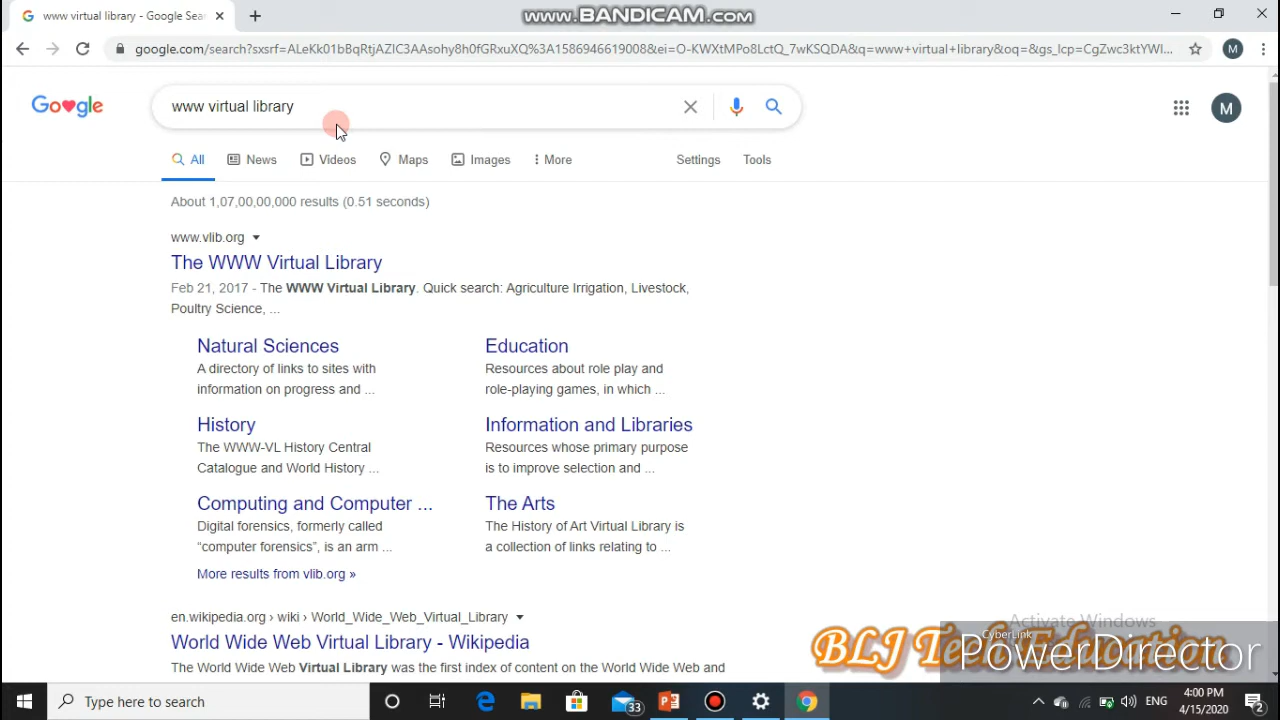 www virtual library - Google Sea
www.BANDICAM.com
google.com/search?sxsrf=ALeKk01bBqRtjAZIC3AAsohy8h0fGRxuXQ%3A1586946619008&ei=O-KWXtMPo8LctQ_7wKSQDA&q=www+virtual+library&oq=&gs_lcp=CgZwc3ktYWI...
M
Google
www virtual library
M
All
News
Videos
Maps
Images
More
Settings
Tools
About 1,07,00,00,000 results (0.51 seconds)
www.vlib.org
The WWW Virtual Library
Feb 21, 2017 - The WWW Virtual Library. Quick search: Agriculture Irrigation, Livestock,
Poultry Science, ...
Natural Sciences
A directory of links to sites with
information on progress and ...
Education
Resources about role play and
role-playing games, in which ...
History
The WWW-VL History Central
Catalogue and World History ...
Information and Libraries
Resources whose primary purpose
is to improve selection and ...
Computing and Computer ...
Digital forensics, formerly called
“computer forensics”, is an arm ...
The Arts
The History of Art Virtual Library is
a collection of links relating to ...
More results from vlib.org »
en.wikipedia.org › wiki › World_Wide_Web_Virtual_Library
World Wide Web Virtual Library - Wikipedia
The World Wide Web Virtual Library was the first index of content on the World Wide Web and
Activate Windows
BLJ Tech Education
CyberLink
PowerDirector
Type here to search
33
ENG
4:00 PM
4/15/2020
2